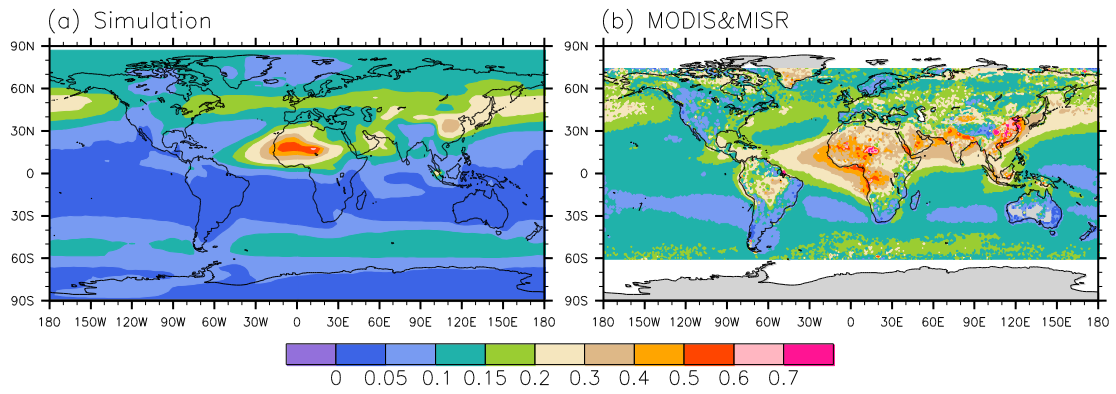 (a) Simulation
(b) MODIS&MISR
90N
60N
30N
0
30S
60S
90S
180 150W 120W 90W 60W 30W 0 30E 60E 90E 120E 150E 180
90N
60N
30N
0
30S
60S
90S
180 150W 120W 90W 60W 30W 0 30E 60E 90E 120E 150E 180
0 0.05 0.1 0.15 0.2 0.3 0.4 0.5 0.6 0.7